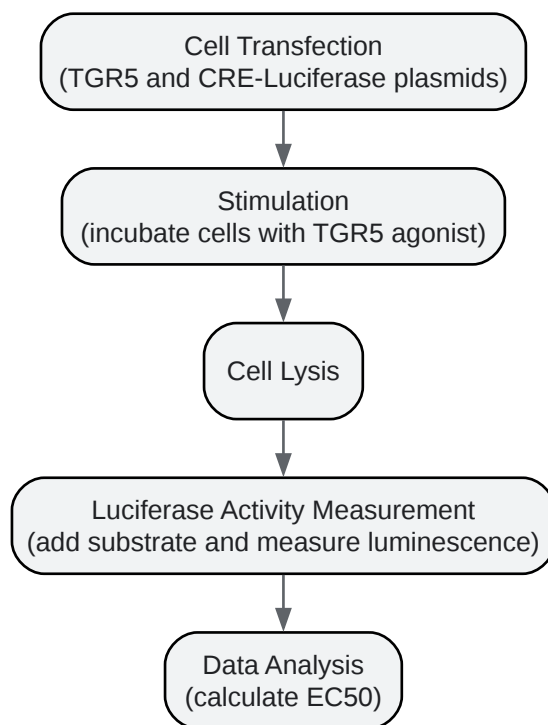 Cell Transfection
(TGR5 and CRE-Luciferase plasmids)
Stimulation
(incubate cells with TGR5 agonist)
Cell Lysis
Luciferase Activity Measurement
(add substrate and measure luminescence)
Data Analysis
(calculate EC50)